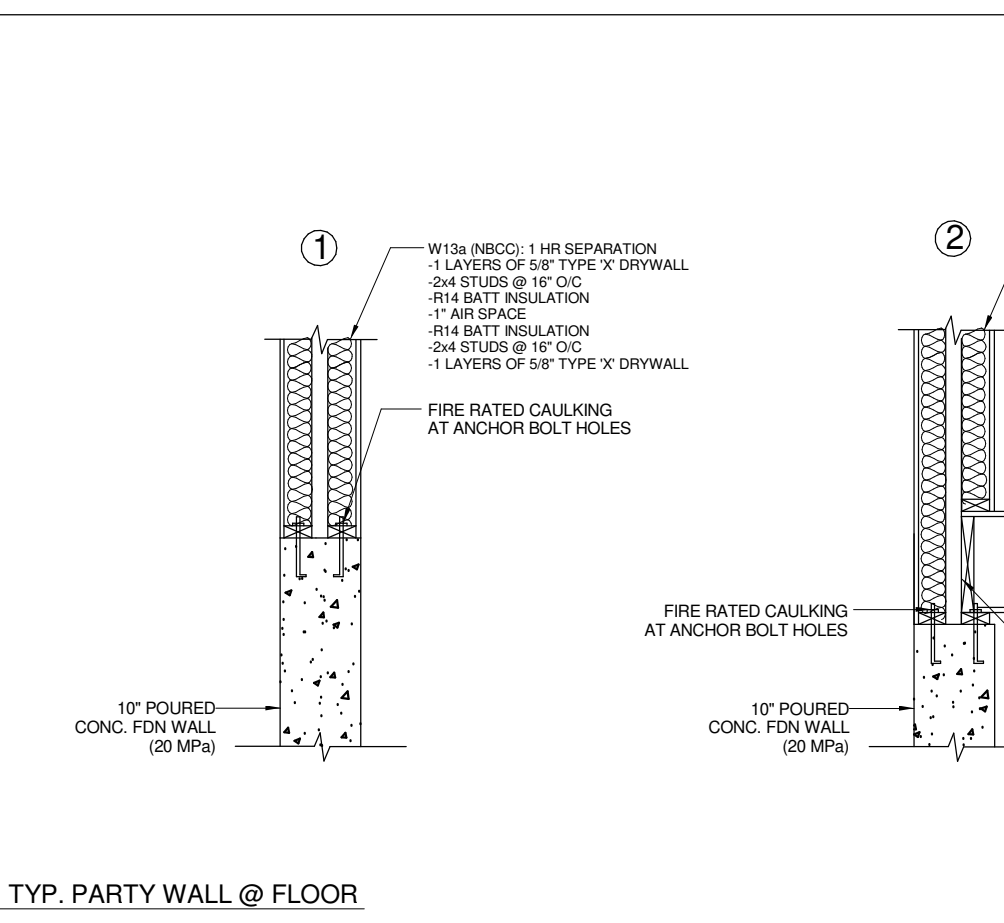 1
W13a (NBCC): 1 HR SEPARATION
-1 LAYERS OF 5/8" TYPE 'X' DRYWALL
-2x4 STUDS @ 16" O/C
-R14 BATT INSULATION
-1" AIR SPACE
-R14 BATT INSULATION
-2x4 STUDS @ 16" O/C
-1 LAYERS OF 5/8" TYPE 'X' DRYWALL
FIRE RATED CAULKING
AT ANCHOR BOLT HOLES
10" POURED
CONC. FDN WALL
(20 MPa)
2
FIRE RATED CAULKING
AT ANCHOR BOLT HOLES
10" POURED
CONC. FDN WALL
(20 MPa)
TYP. PARTY WALL @ FLOOR